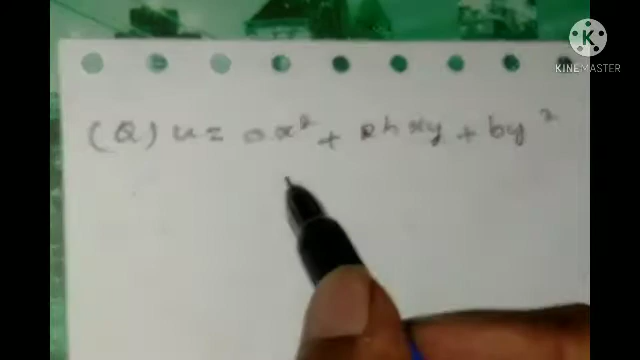 K
KINEMASTER
(Q) u = ax² + 2hxy + by²